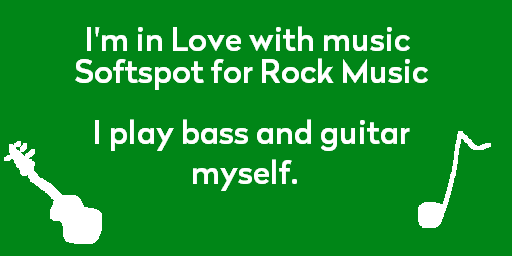 I'm in Love with music
Softspot for Rock Music
I play bass and guitar
myself.